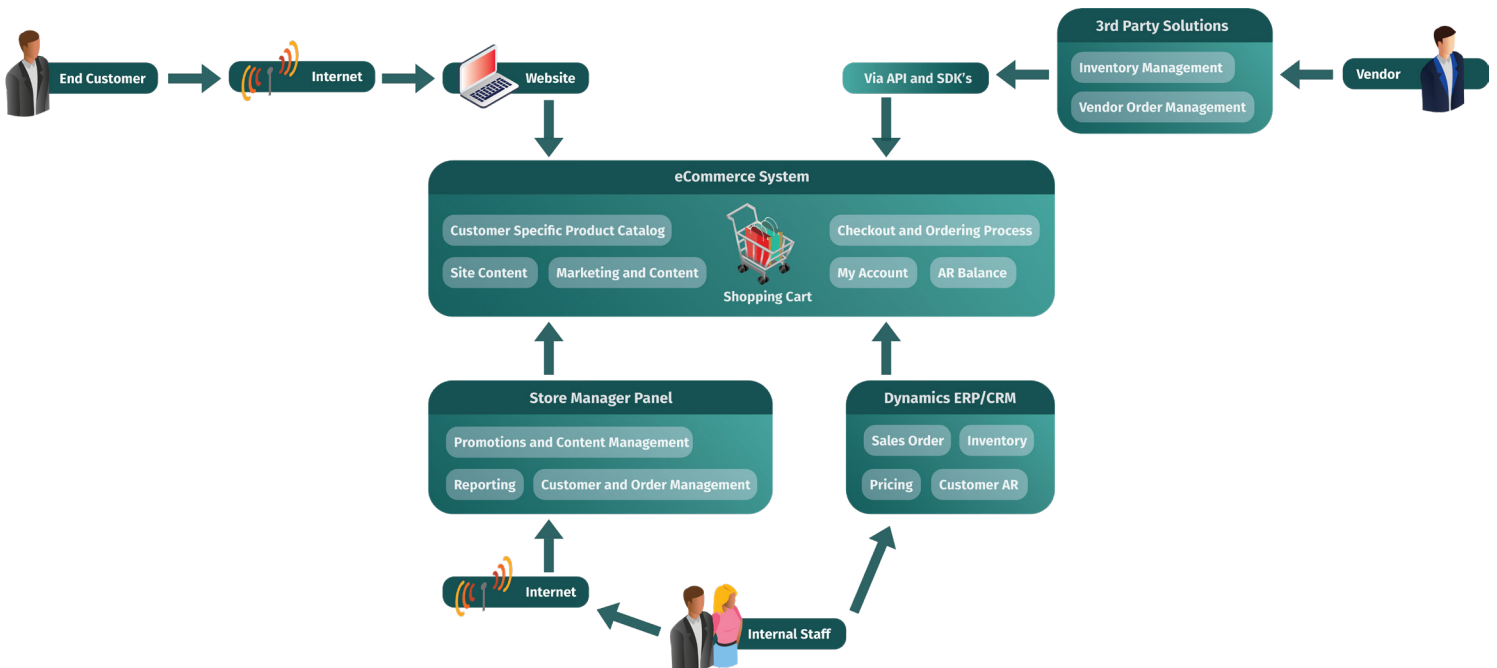 End Customer
Internet
Website
Via API and SDK's
3rd Party Solutions
Inventory Management
Vendor Order Management
Vendor
eCommerce System
Customer Specific Product Catalog
Site Content
Marketing and Content
Shopping Cart
Checkout and Ordering Process
My Account
AR Balance
Store Manager Panel
Promotions and Content Management
Reporting
Customer and Order Management
Dynamics ERP/CRM
Sales Order
Inventory
Pricing
Customer AR
Internet
Internal Staff